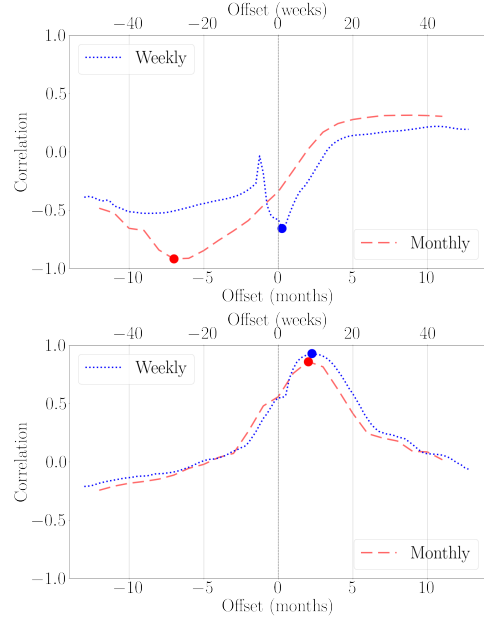 Offset (weeks)
−40 −20 0 20 40
1.0
Weekly
0.5
0.0
Correlation
−0.5
Monthly
−1.0
−10 −5 0 5 10
Offset (months)
Offset (weeks)
−40 −20 0 20 40
1.0
Weekly
0.5
0.0
Correlation
−0.5
Monthly
−1.0
−10 −5 0 5 10
Offset (months)